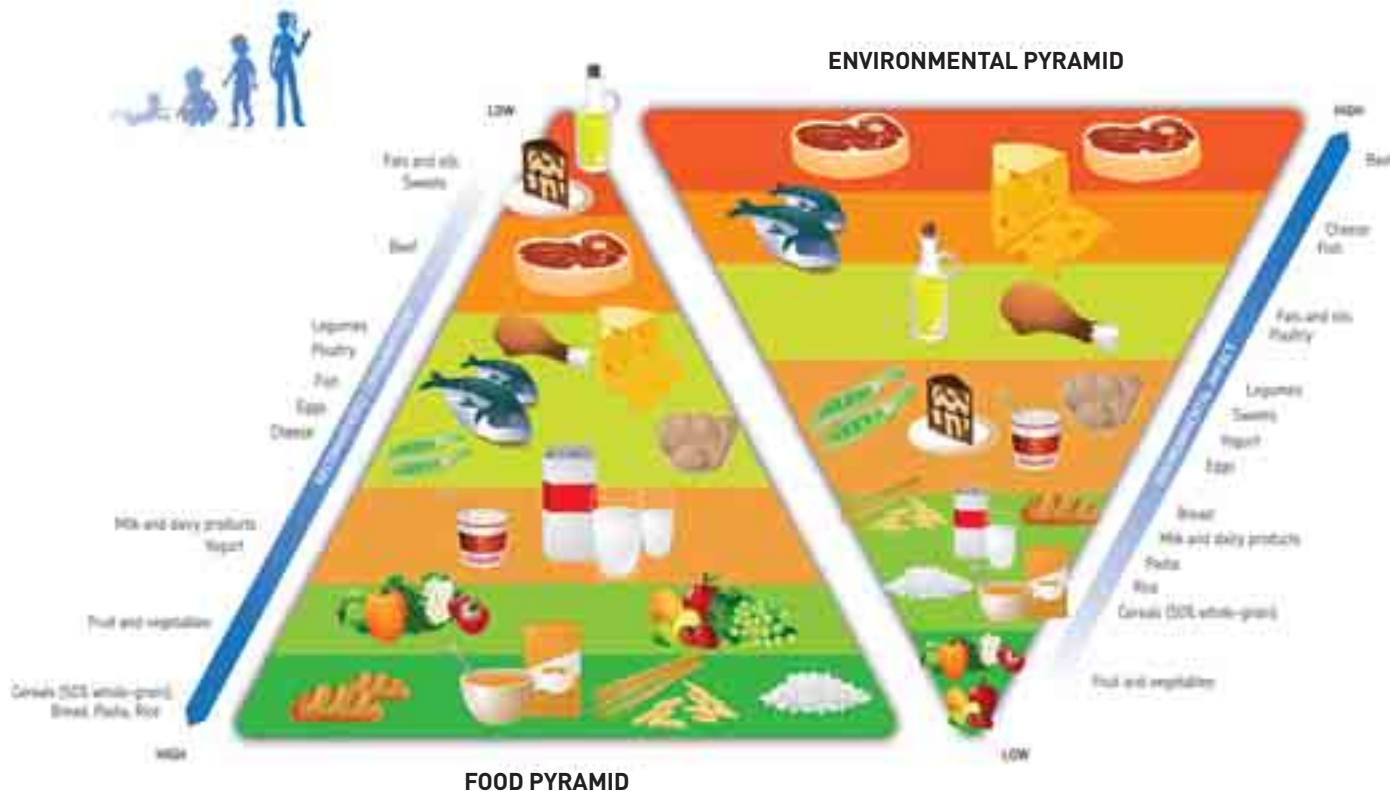 ENVIRONMENTAL PYRAMID
LOW
HIGH
Fats and oils
Sweets
Beef
Legumes
Poultry
Fish
Eggs
Cheese
Milk and dairy products
Yogurt
Fruit and vegetables
Cereals (50% whole-grain),
Bread, Pasta, Rice
HIGH
Beef
Cheese
Fish
Fats and oils
Poultry
Legumes
Sweets
Yogurt
Eggs
Bread
Milk and dairy products
Pasta
Rice
Cereals (50% whole-grain)
Fruit and vegetables
ENVIRONMENTAL IMPACT
LOW
FOOD PYRAMID